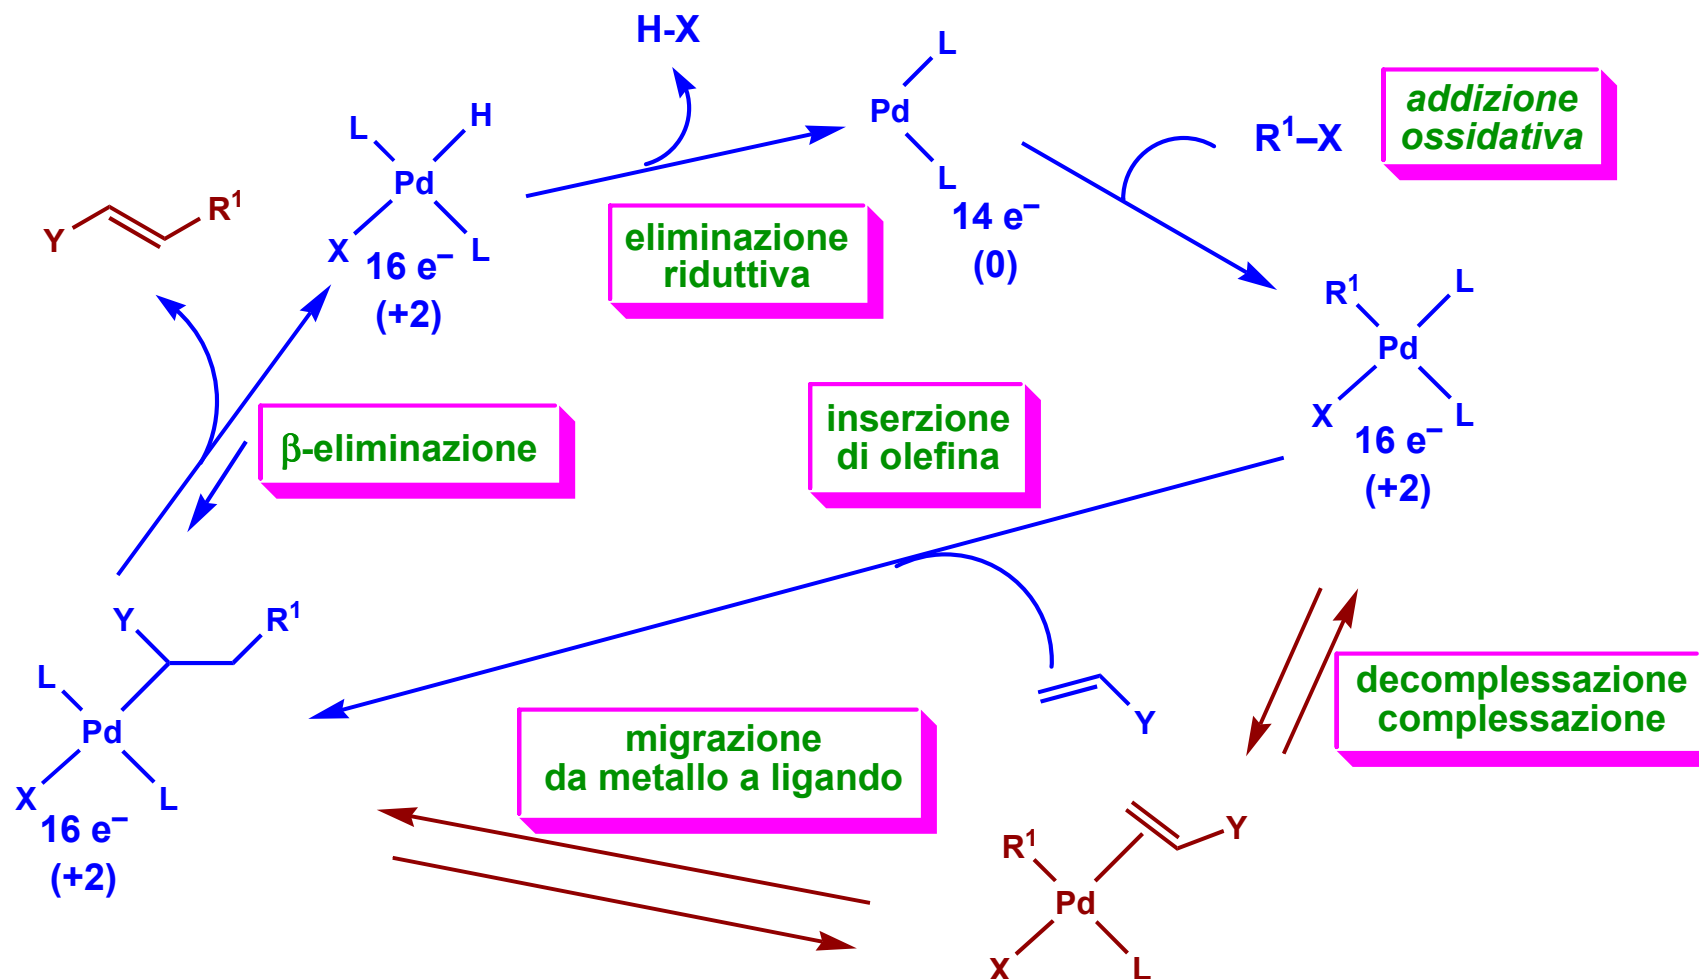 H-X
L
Pd
L
14 e⁻
(0)
R¹–X
addizione
ossidativa
L
H
Pd
X
L
16 e⁻
(+2)
eliminazione
riduttiva
Y
R¹
R¹
L
Pd
X
L
16 e⁻
(+2)
inserzione
di olefina
β-eliminazione
Y
R¹
L
Pd
X
L
16 e⁻
(+2)
Y
decomplessazione
complessazione
migrazione
da metallo a ligando
R¹
Y
Pd
X
L